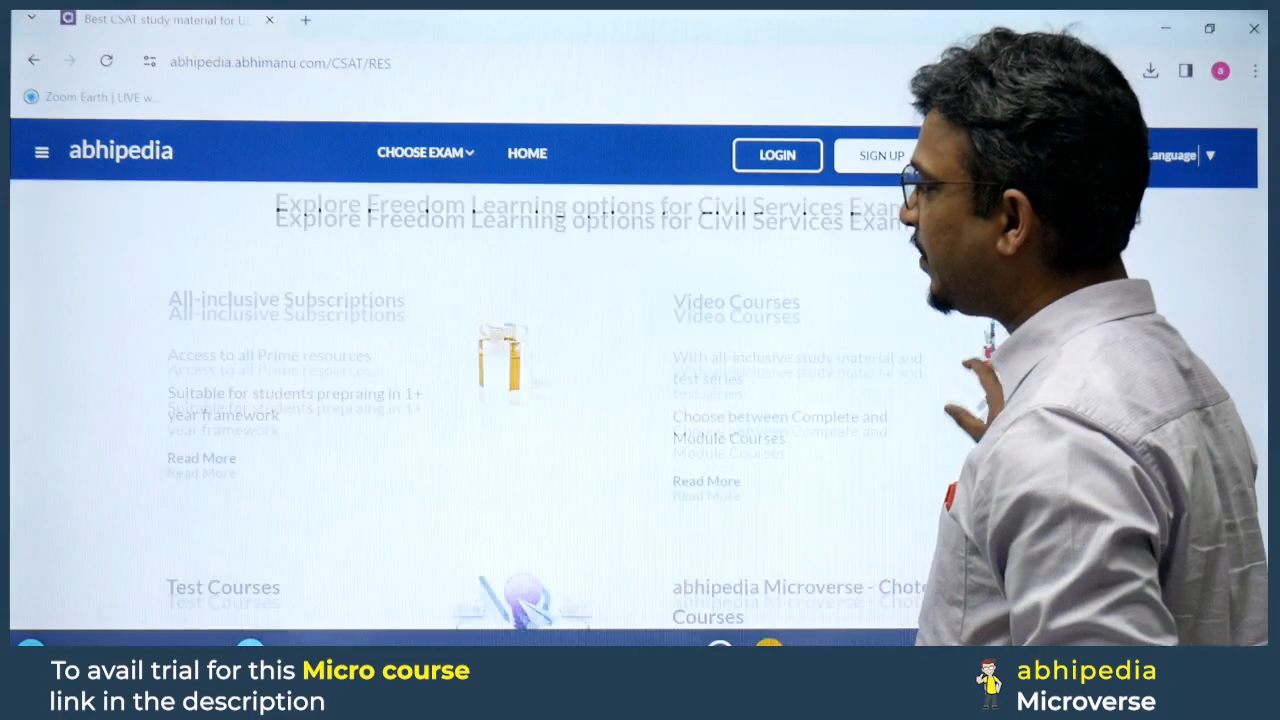 Best CSAT study material for U
abhipedia.abhimanu.com/CSAT/RES
Zoom Earth | LIVE w...
a
abhipedia
CHOOSE EXAM
HOME
LOGIN
SIGN UP
Language
Explore Freedom Learning options for Civil Services Exam
All-inclusive Subscriptions
Access to all Prime resources
Suitable for students prepraing in 1+
year framework
Read More
Video Courses
With all-inclusive study material and
test series
Choose between Complete and
Module Courses
Read More
Test Courses
abhipedia Microverse - Chote
Courses
To avail trial for this Micro course
link in the description
abhipedia
Microverse